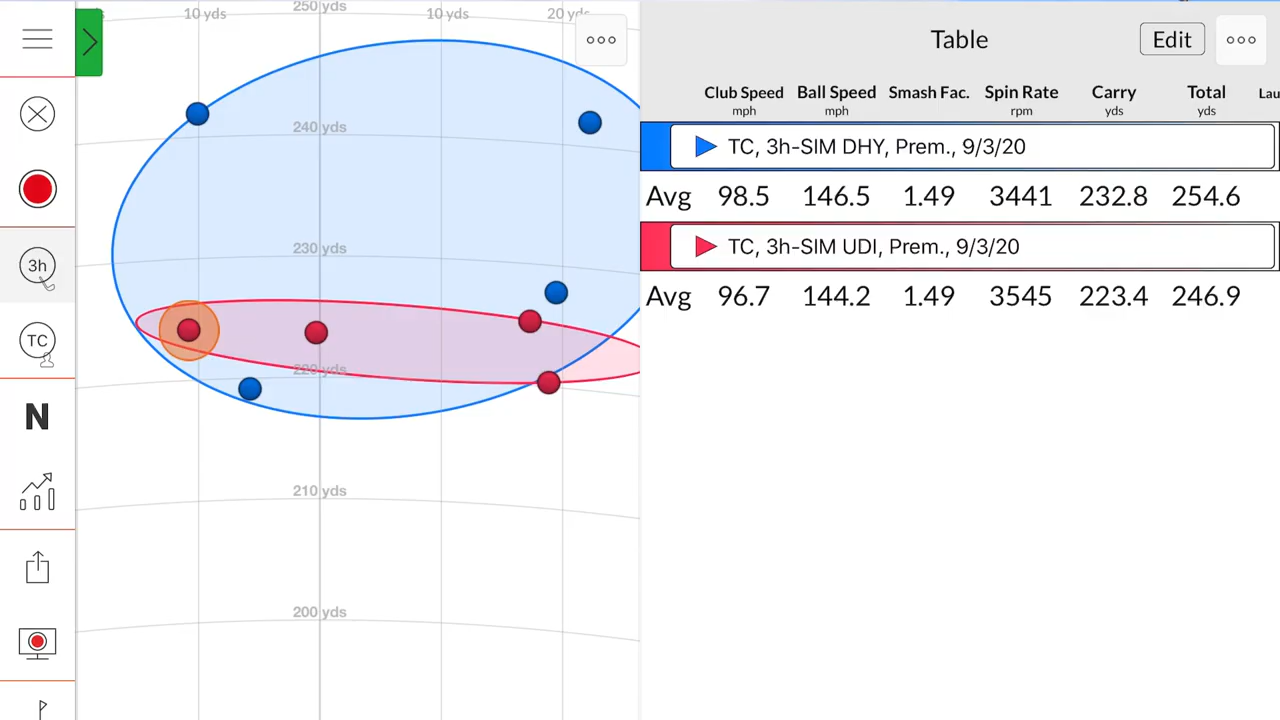 250 yds
10 yds
10 yds
20 yds
240 yds
230 yds
220 yds
210 yds
200 yds
3h
TC
N
Table
Edit
Club Speed Ball Speed Smash Fac. Spin Rate Carry Total Lau
mph mph rpm yds yds
TC, 3h-SIM DHY, Prem., 9/3/20
Avg 98.5 146.5 1.49 3441 232.8 254.6
TC, 3h-SIM UDI, Prem., 9/3/20
Avg 96.7 144.2 1.49 3545 223.4 246.9